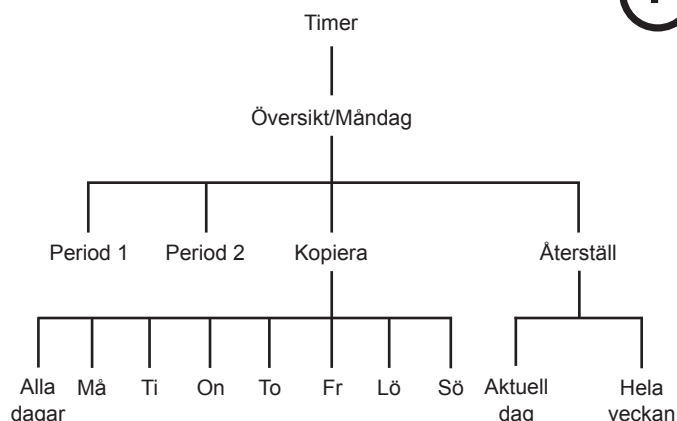 Timer
Översikt/Måndag
Period 1 Period 2 Kopiera Återställ
Alla Må Ti On To Fr Lö Sö Aktuell Hela
dagar dag veckan